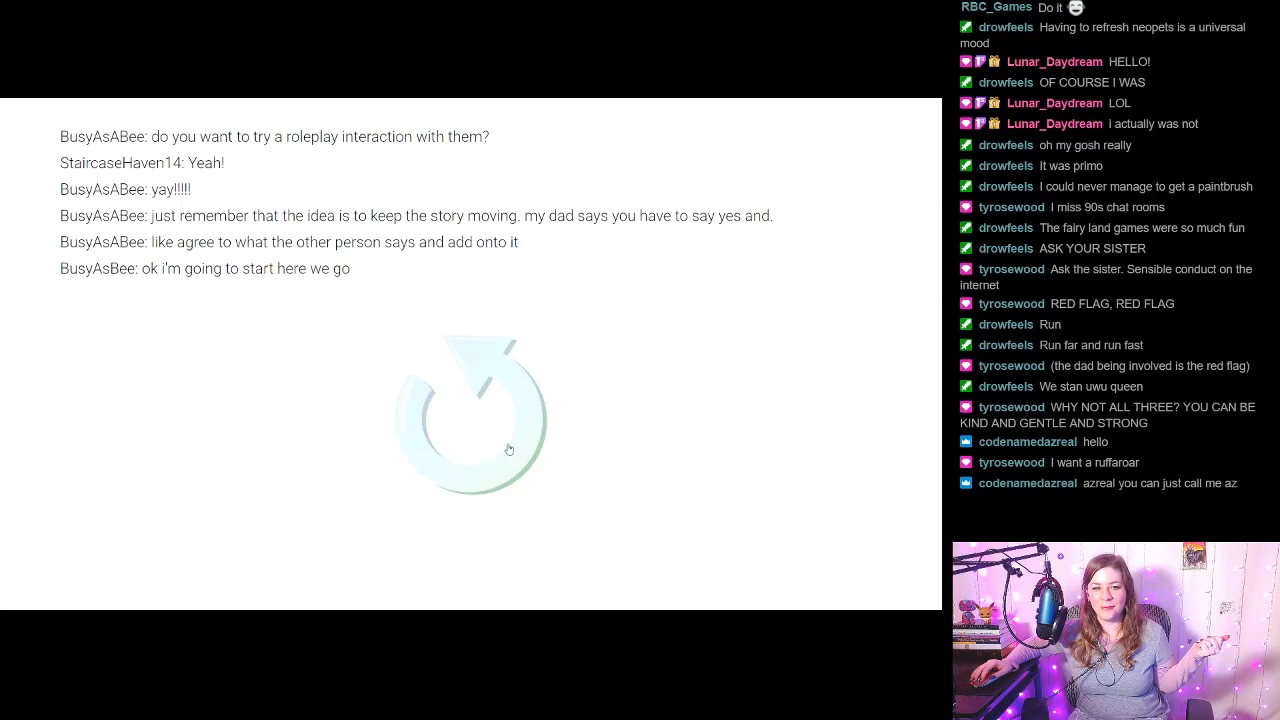 BusyAsABee: do you want to try a roleplay interaction with them?
StaircaseHaven14: Yeah!
BusyAsABee: yay!!!!!
BusyAsABee: just remember that the idea is to keep the story moving. my dad says you have to say yes and.
BusyAsABee: like agree to what the other person says and add onto it
BusyAsBee: ok i'm going to start here we go
RBC_Games Do it
drowfeels Having to refresh neopets is a universal
mood
Lunar_Daydream HELLO!
drowfeels OF COURSE I WAS
Lunar_Daydream LOL
Lunar_Daydream i actually was not
drowfeels oh my gosh really
drowfeels It was primo
drowfeels I could never manage to get a paintbrush
tyrosewood I miss 90s chat rooms
drowfeels The fairy land games were so much fun
drowfeels ASK YOUR SISTER
tyrosewood Ask the sister. Sensible conduct on the
internet
tyrosewood RED FLAG, RED FLAG
drowfeels Run
drowfeels Run far and run fast
tyrosewood (the dad being involved is the red flag)
drowfeels We stan uwu queen
tyrosewood WHY NOT ALL THREE? YOU CAN BE
KIND AND GENTLE AND STRONG
codenamedazreal hello
tyrosewood I want a ruffaroar
codenamedazreal azreal you can just call me az